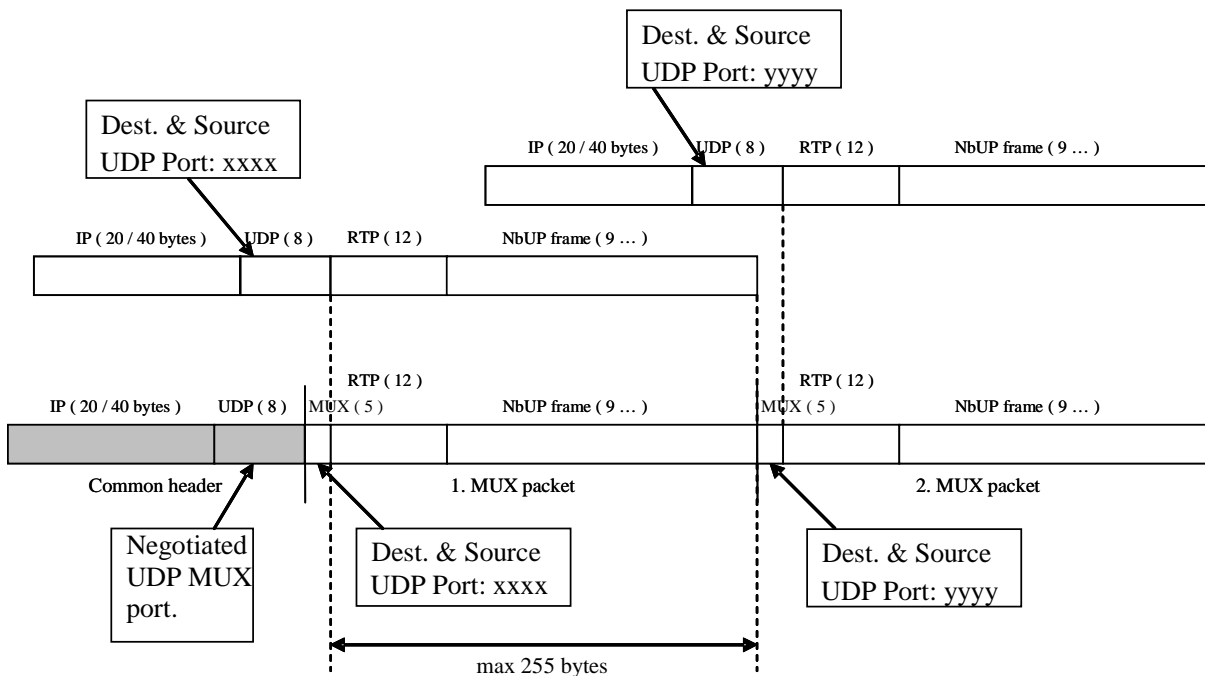 Dest. & Source
UDP Port: yyyy
Dest. & Source
UDP Port: xxxx
IP ( 20 / 40 bytes )
UDP ( 8 )
RTP ( 12 )
NbUP frame ( 9 ... )
IP ( 20 / 40 bytes )
UDP ( 8 )
RTP ( 12 )
NbUP frame ( 9 ... )
RTP ( 12 )
RTP ( 12 )
IP ( 20 / 40 bytes )
UDP ( 8 )
MUX ( 5 )
NbUP frame ( 9 ... )
MUX ( 5 )
NbUP frame ( 9 ... )
Common header
1. MUX packet
2. MUX packet
Negotiated
UDP MUX
port.
Dest. & Source
UDP Port: xxxx
Dest. & Source
UDP Port: yyyy
max 255 bytes